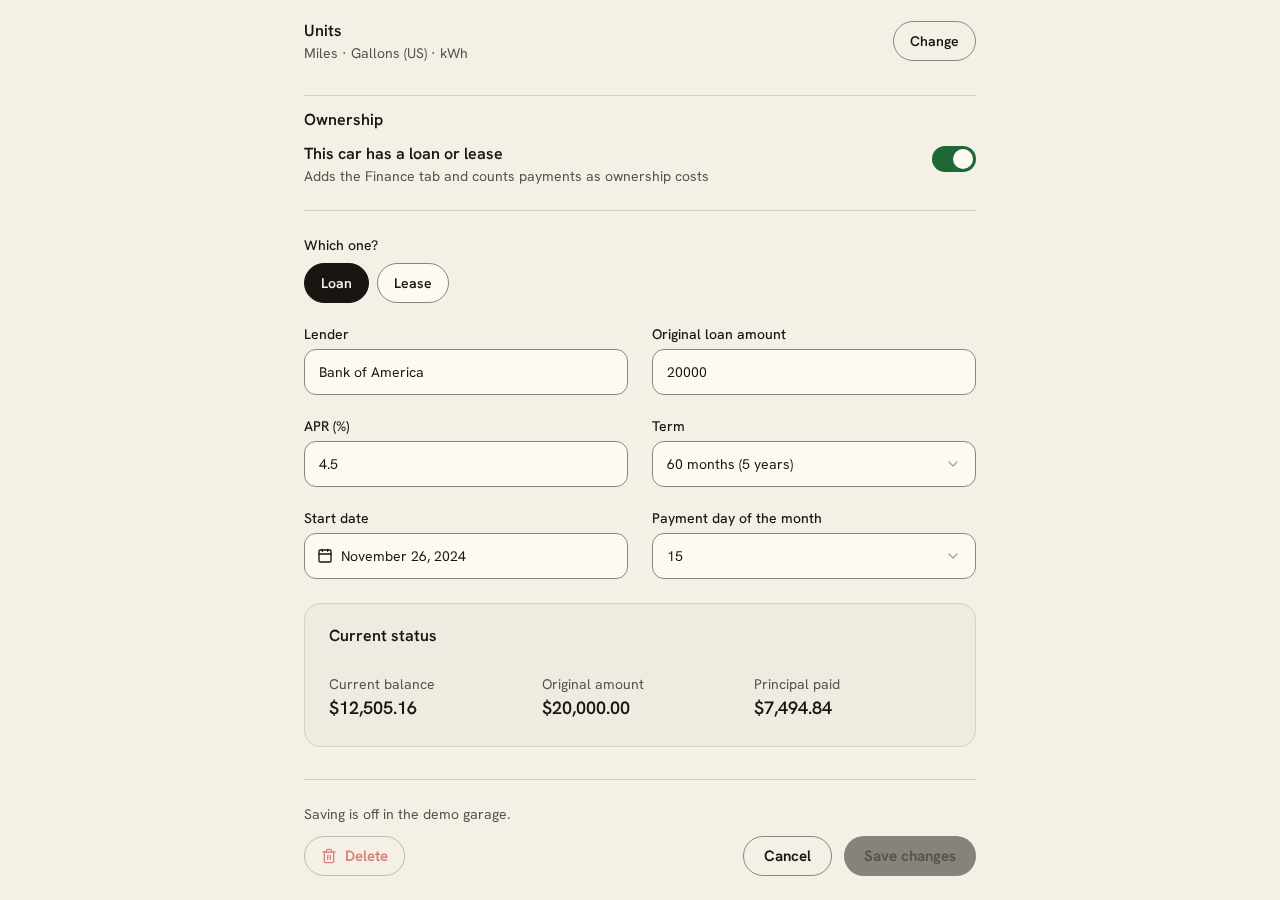 Units
Miles · Gallons (US) · kWh
Change
Ownership
This car has a loan or lease
Adds the Finance tab and counts payments as ownership costs
Which one?
Loan
Lease
Lender
Original loan amount
Bank of America
20000
APR (%)
Term
4.5
60 months (5 years)
Start date
Payment day of the month
November 26, 2024
15
Current status
Current balance
Original amount
Principal paid
$12,505.16
$20,000.00
$7,494.84
Saving is off in the demo garage.
Delete
Cancel
Save changes